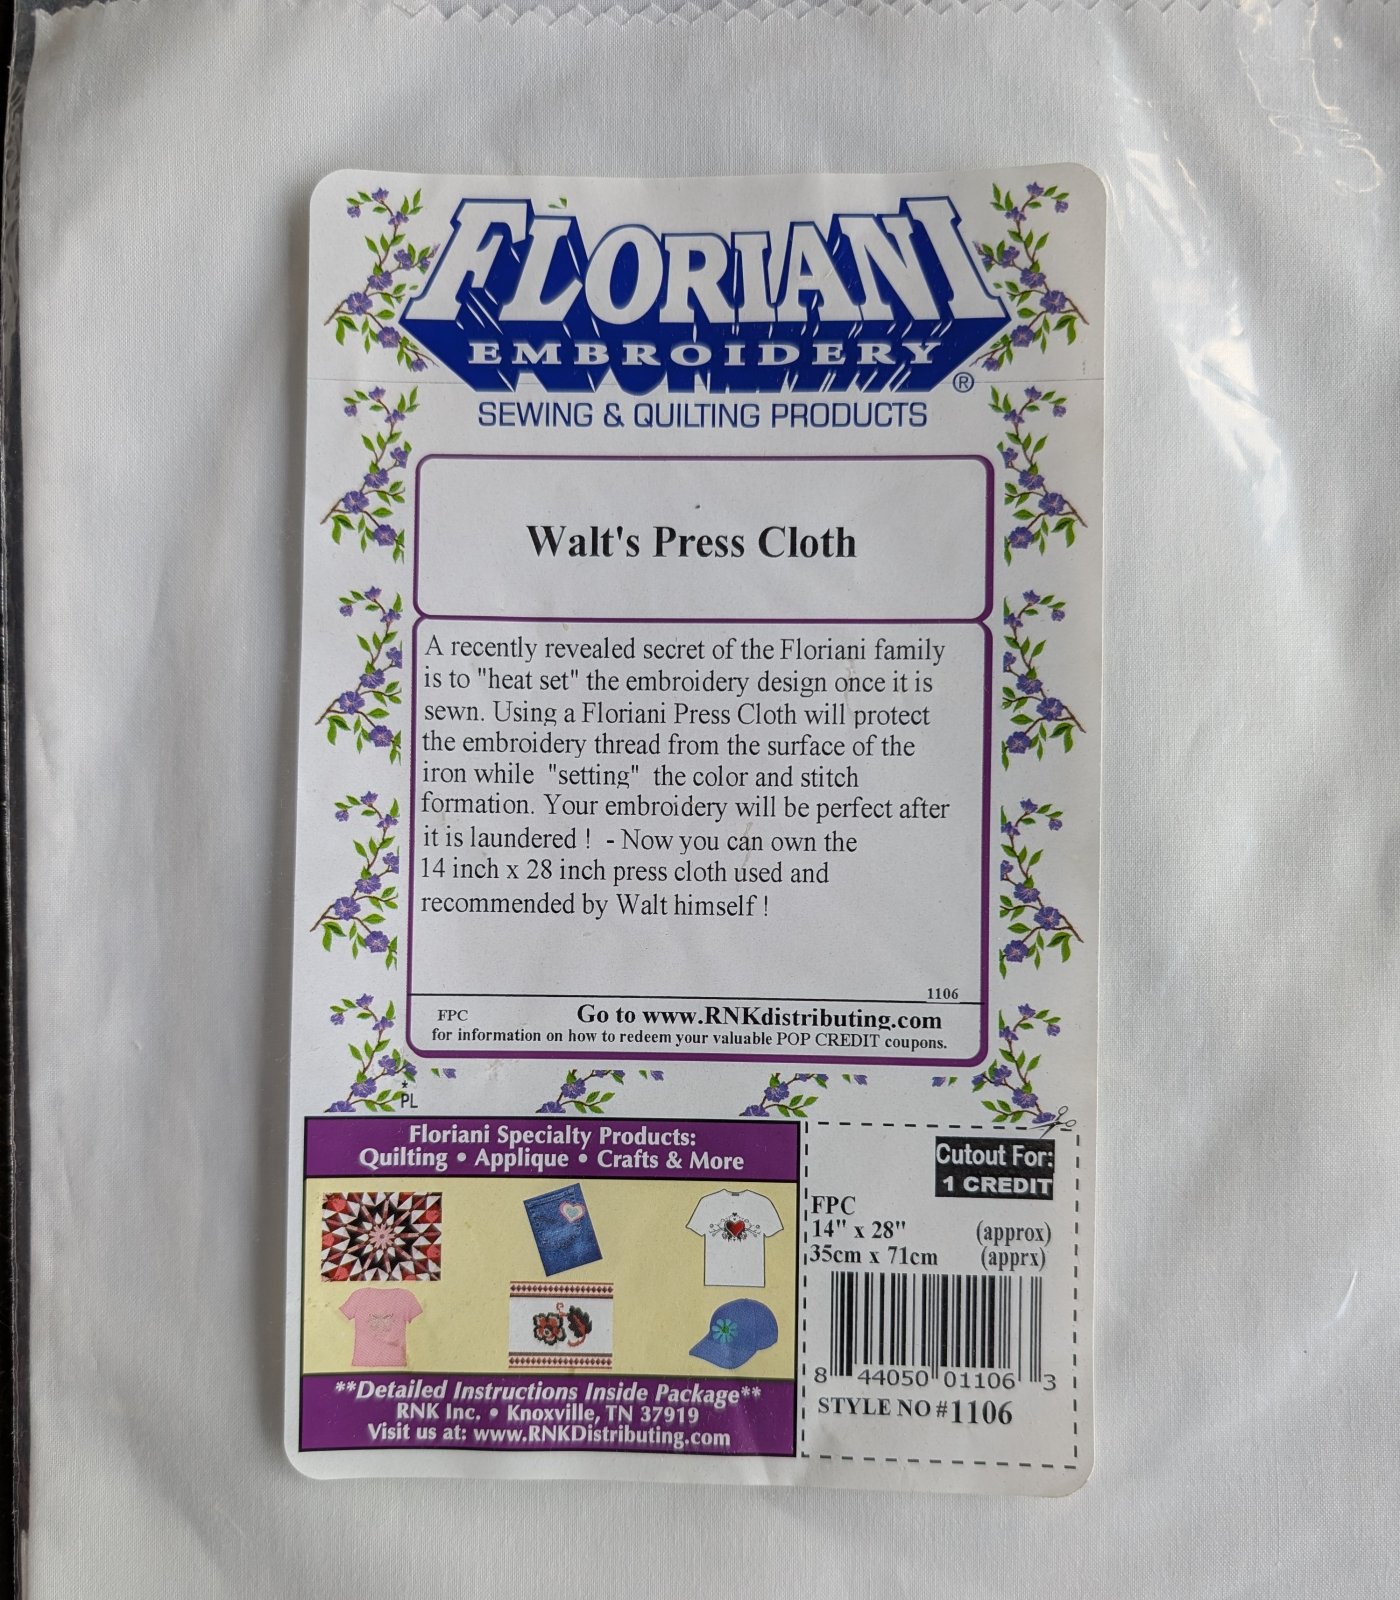 FLORIANI
EMBROIDERY
®
SEWING & QUILTING PRODUCTS
Walt's Press Cloth
A recently revealed secret of the Floriani family
is to "heat set" the embroidery design once it is
sewn. Using a Floriani Press Cloth will protect
the embroidery thread from the surface of the
iron while "setting" the color and stitch
formation. Your embroidery will be perfect after
it is laundered ! - Now you can own the
14 inch x 28 inch press cloth used and
recommended by Walt himself !
1106
FPC Go to www.RNKdistributing.com
for information on how to redeem your valuable POP CREDIT coupons.
*
PL
Floriani Specialty Products:
Quilting • Applique • Crafts & More
**Detailed Instructions Inside Package**
RNK Inc. • Knoxville, TN 37919
Visit us at: www.RNKDistributing.com
Cutout For:
1 CREDIT
FPC
14" x 28" (approx)
35cm x 71cm (apprx)
8 44050 01106 3
STYLE NO # 1106